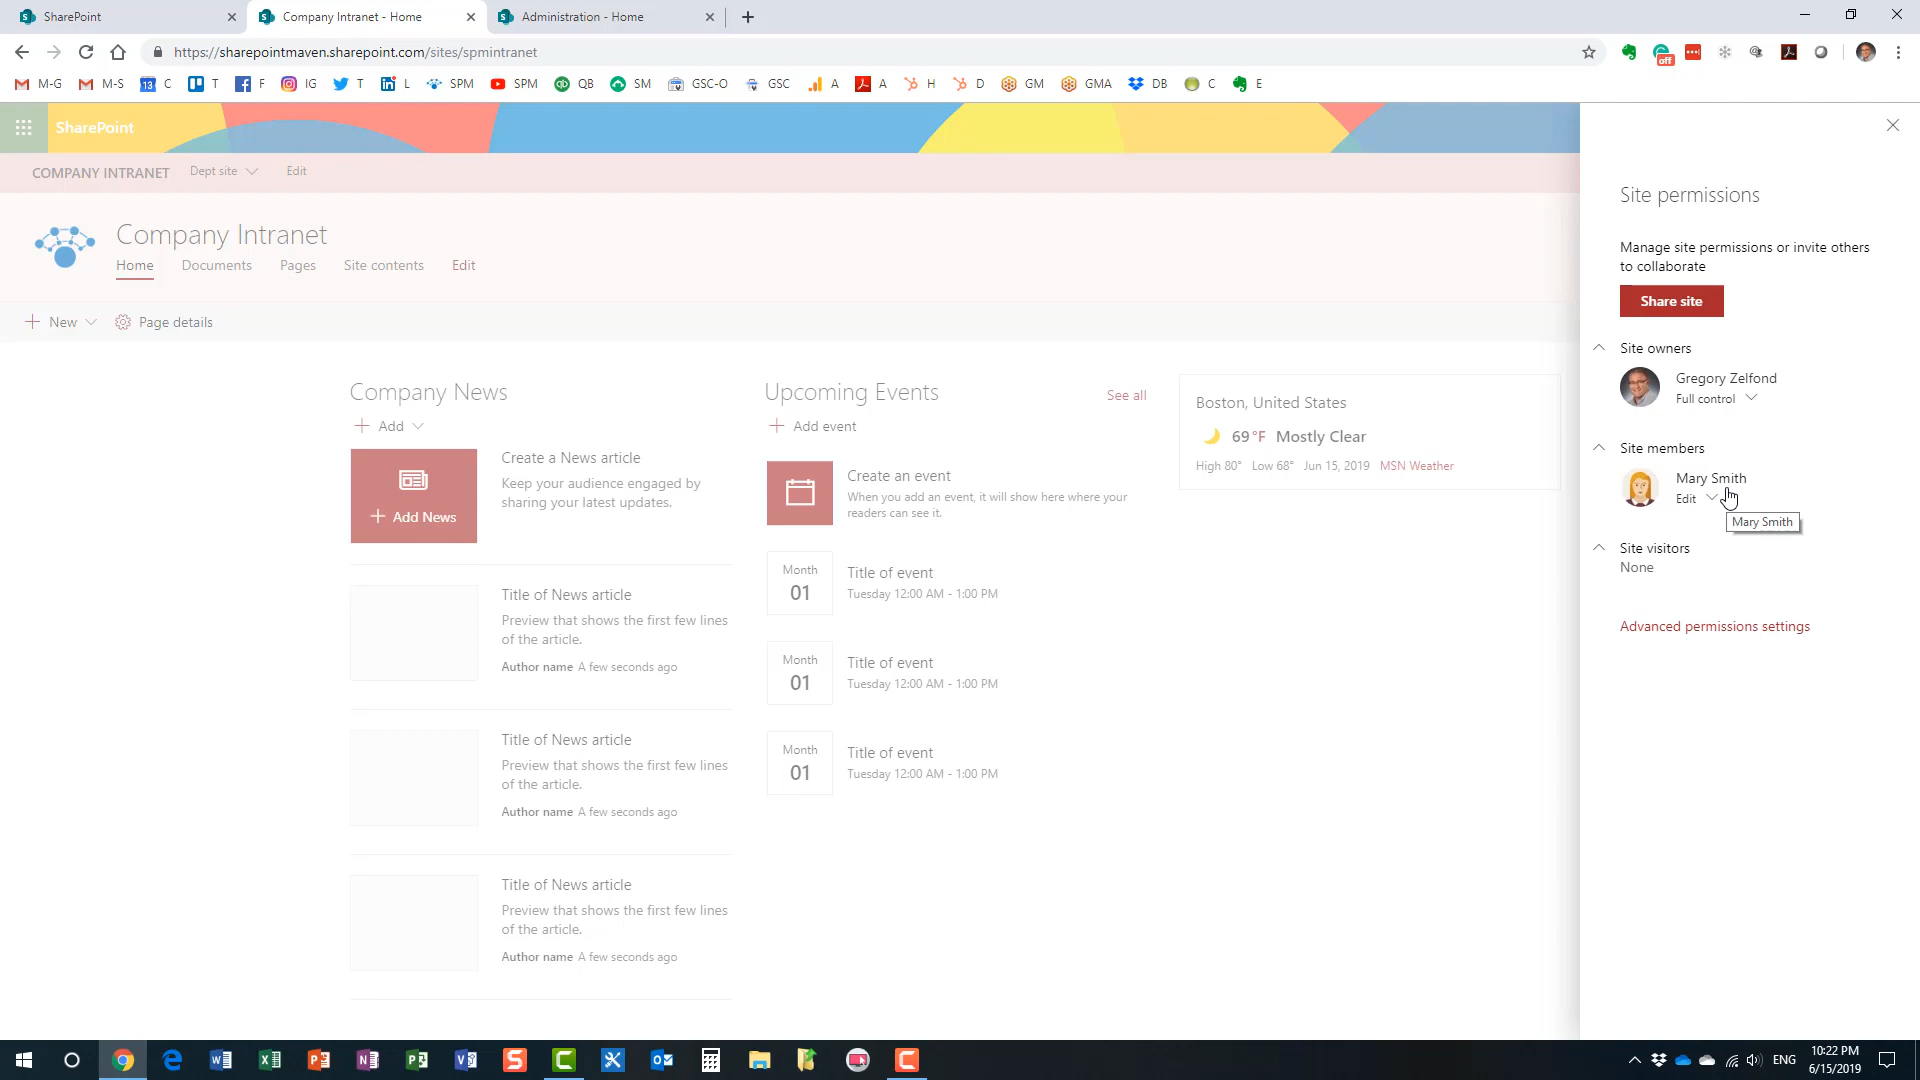 SharePoint
Company Intranet - Home
Administration - Home
https://sharepointmaven.sharepoint.com/sites/spmintranet
off
M-G
M-S
13
C
T
F
IG
T
L
SPM
SPM
QB
SM
GSC-O
GSC
A
A
H
D
GM
GMA
DB
C
E
SharePoint
COMPANY INTRANET
Dept site
Edit
Company Intranet
Home
Documents
Pages
Site contents
Edit
New
Page details
Company News
Add
Add News
Create a News article
Keep your audience engaged by
sharing your latest updates.
Title of News article
Preview that shows the first few lines
of the article.
Author name A few seconds ago
Title of News article
Preview that shows the first few lines
of the article.
Author name A few seconds ago
Title of News article
Preview that shows the first few lines
of the article.
Author name A few seconds ago
Upcoming Events
See all
Add event
Create an event
When you add an event, it will show here where your
readers can see it.
Month
01
Title of event
Tuesday 12:00 AM - 1:00 PM
Month
01
Title of event
Tuesday 12:00 AM - 1:00 PM
Month
01
Title of event
Tuesday 12:00 AM - 1:00 PM
Boston, United States
69 °F Mostly Clear
High 80° Low 68° Jun 15, 2019 MSN Weather
Site permissions
Manage site permissions or invite others
to collaborate
Share site
Site owners
Gregory Zelfond
Full control
Site members
Mary Smith
Edit
Mary Smith
Site visitors
None
Advanced permissions settings
ENG
10:22 PM
6/15/2019